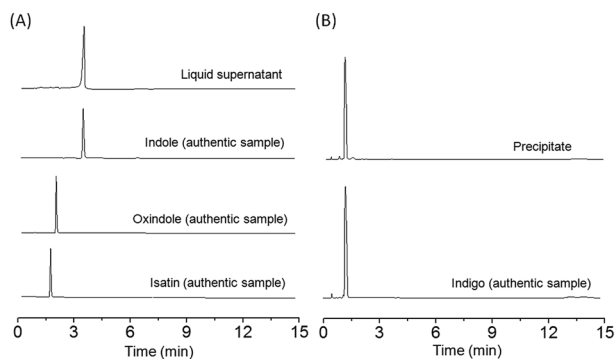 (A)
Liquid supernatant
Indole (authentic sample)
Oxindole (authentic sample)
Isatin (authentic sample)
0 3 6 9 12 15
Time (min)
(B)
Precipitate
Indigo (authentic sample)
0 3 6 9 12 15
Time (min)